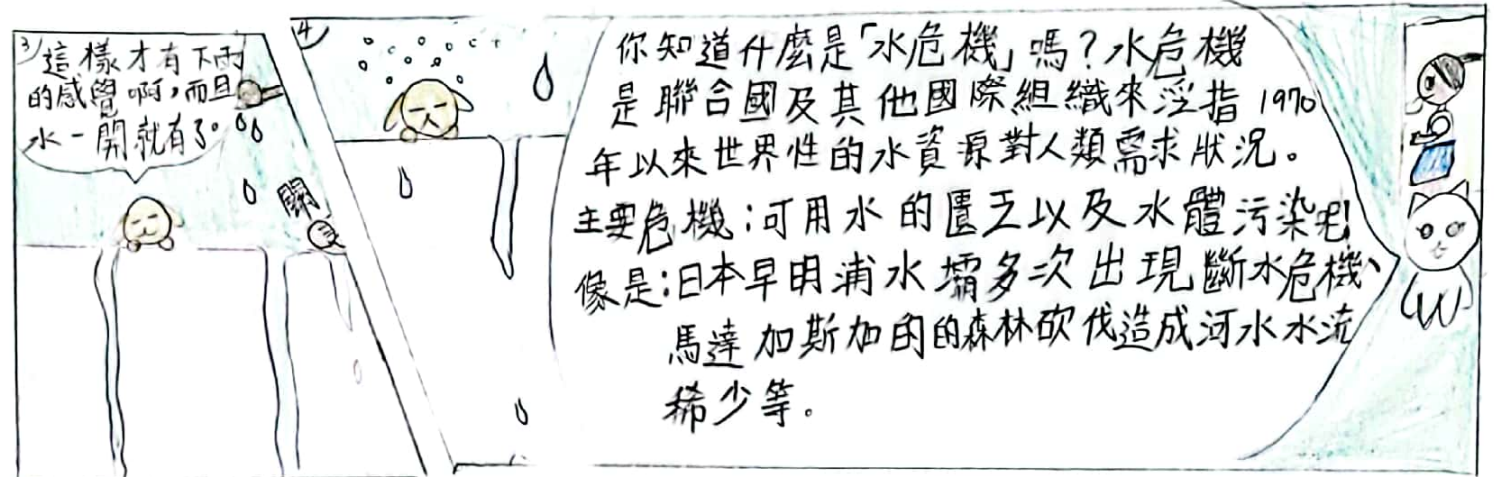 3/
這樣才有下雨
的感覺啊，而且
水一開就有了。
關
4/
你知道什麼是「水危機」嗎？水危機
是聯合國及其他國際組織來泛指 1970
年以來世界性的水資源對人類需求狀況。
主要危機：可用水的匱乏以及水體污染！
像是：日本早明浦水壩多次出現斷水危機、
馬達加斯加的的森林砍伐造成河水水流
稀少等。